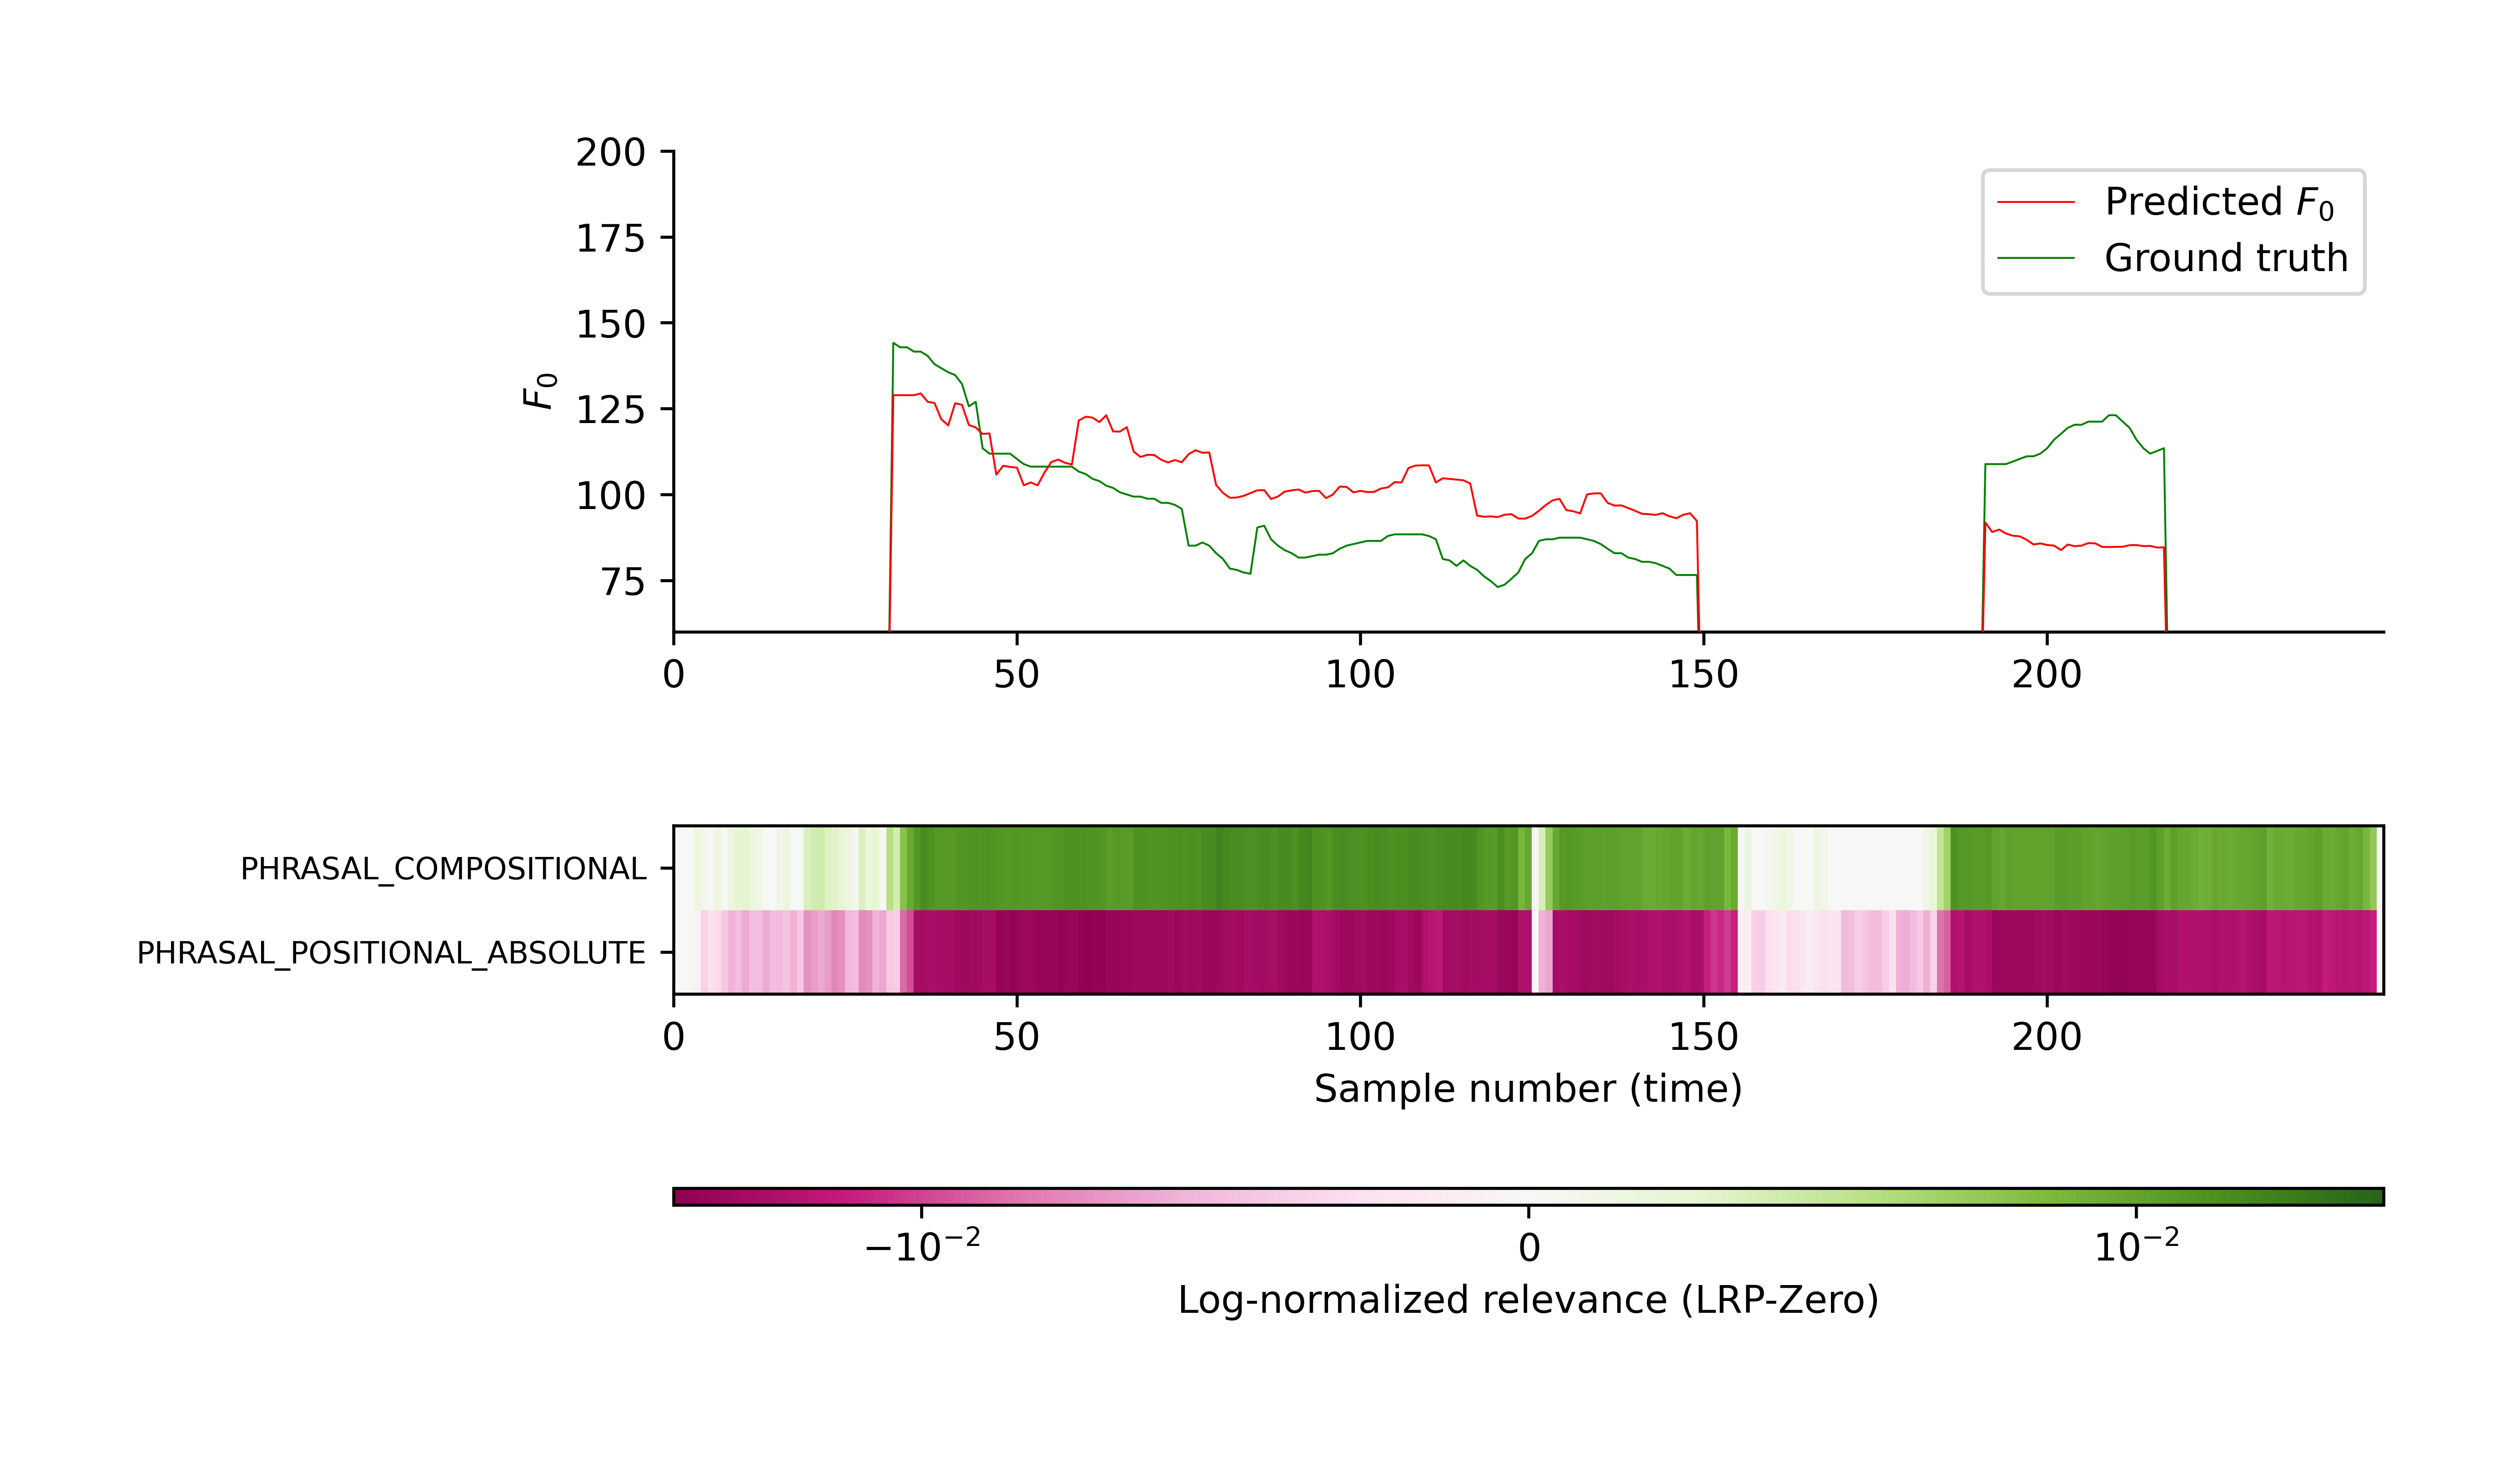 200
175
150
125
100
75
F₀
Predicted F₀
Ground truth
0 50 100 150 200
PHRASAL_COMPOSITIONAL
PHRASAL_POSITIONAL_ABSOLUTE
0 50 100 150 200
Sample number (time)
−10⁻² 0 10⁻²
Log-normalized relevance (LRP-Zero)